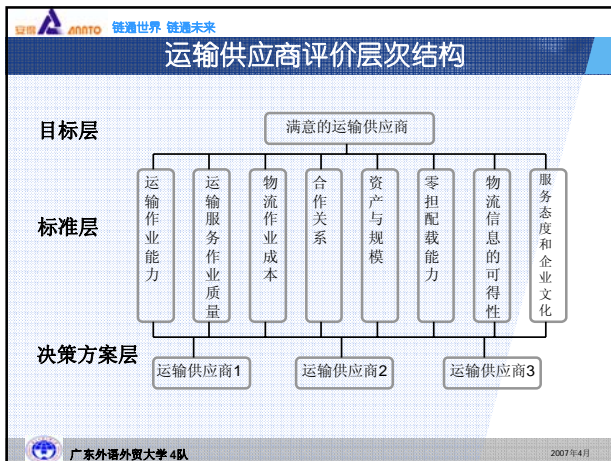 安得 ANNTO 链通世界 链通未来
运输供应商评价层次结构
目标层
满意的运输供应商
标准层
运输作业能力
运输服务作业质量
物流作业成本
合作关系
资产与规模
零担配载能力
物流信息的可得性
服务态度和企业文化
决策方案层
运输供应商1
运输供应商2
运输供应商3
广东外语外贸大学 4队
2007年4月